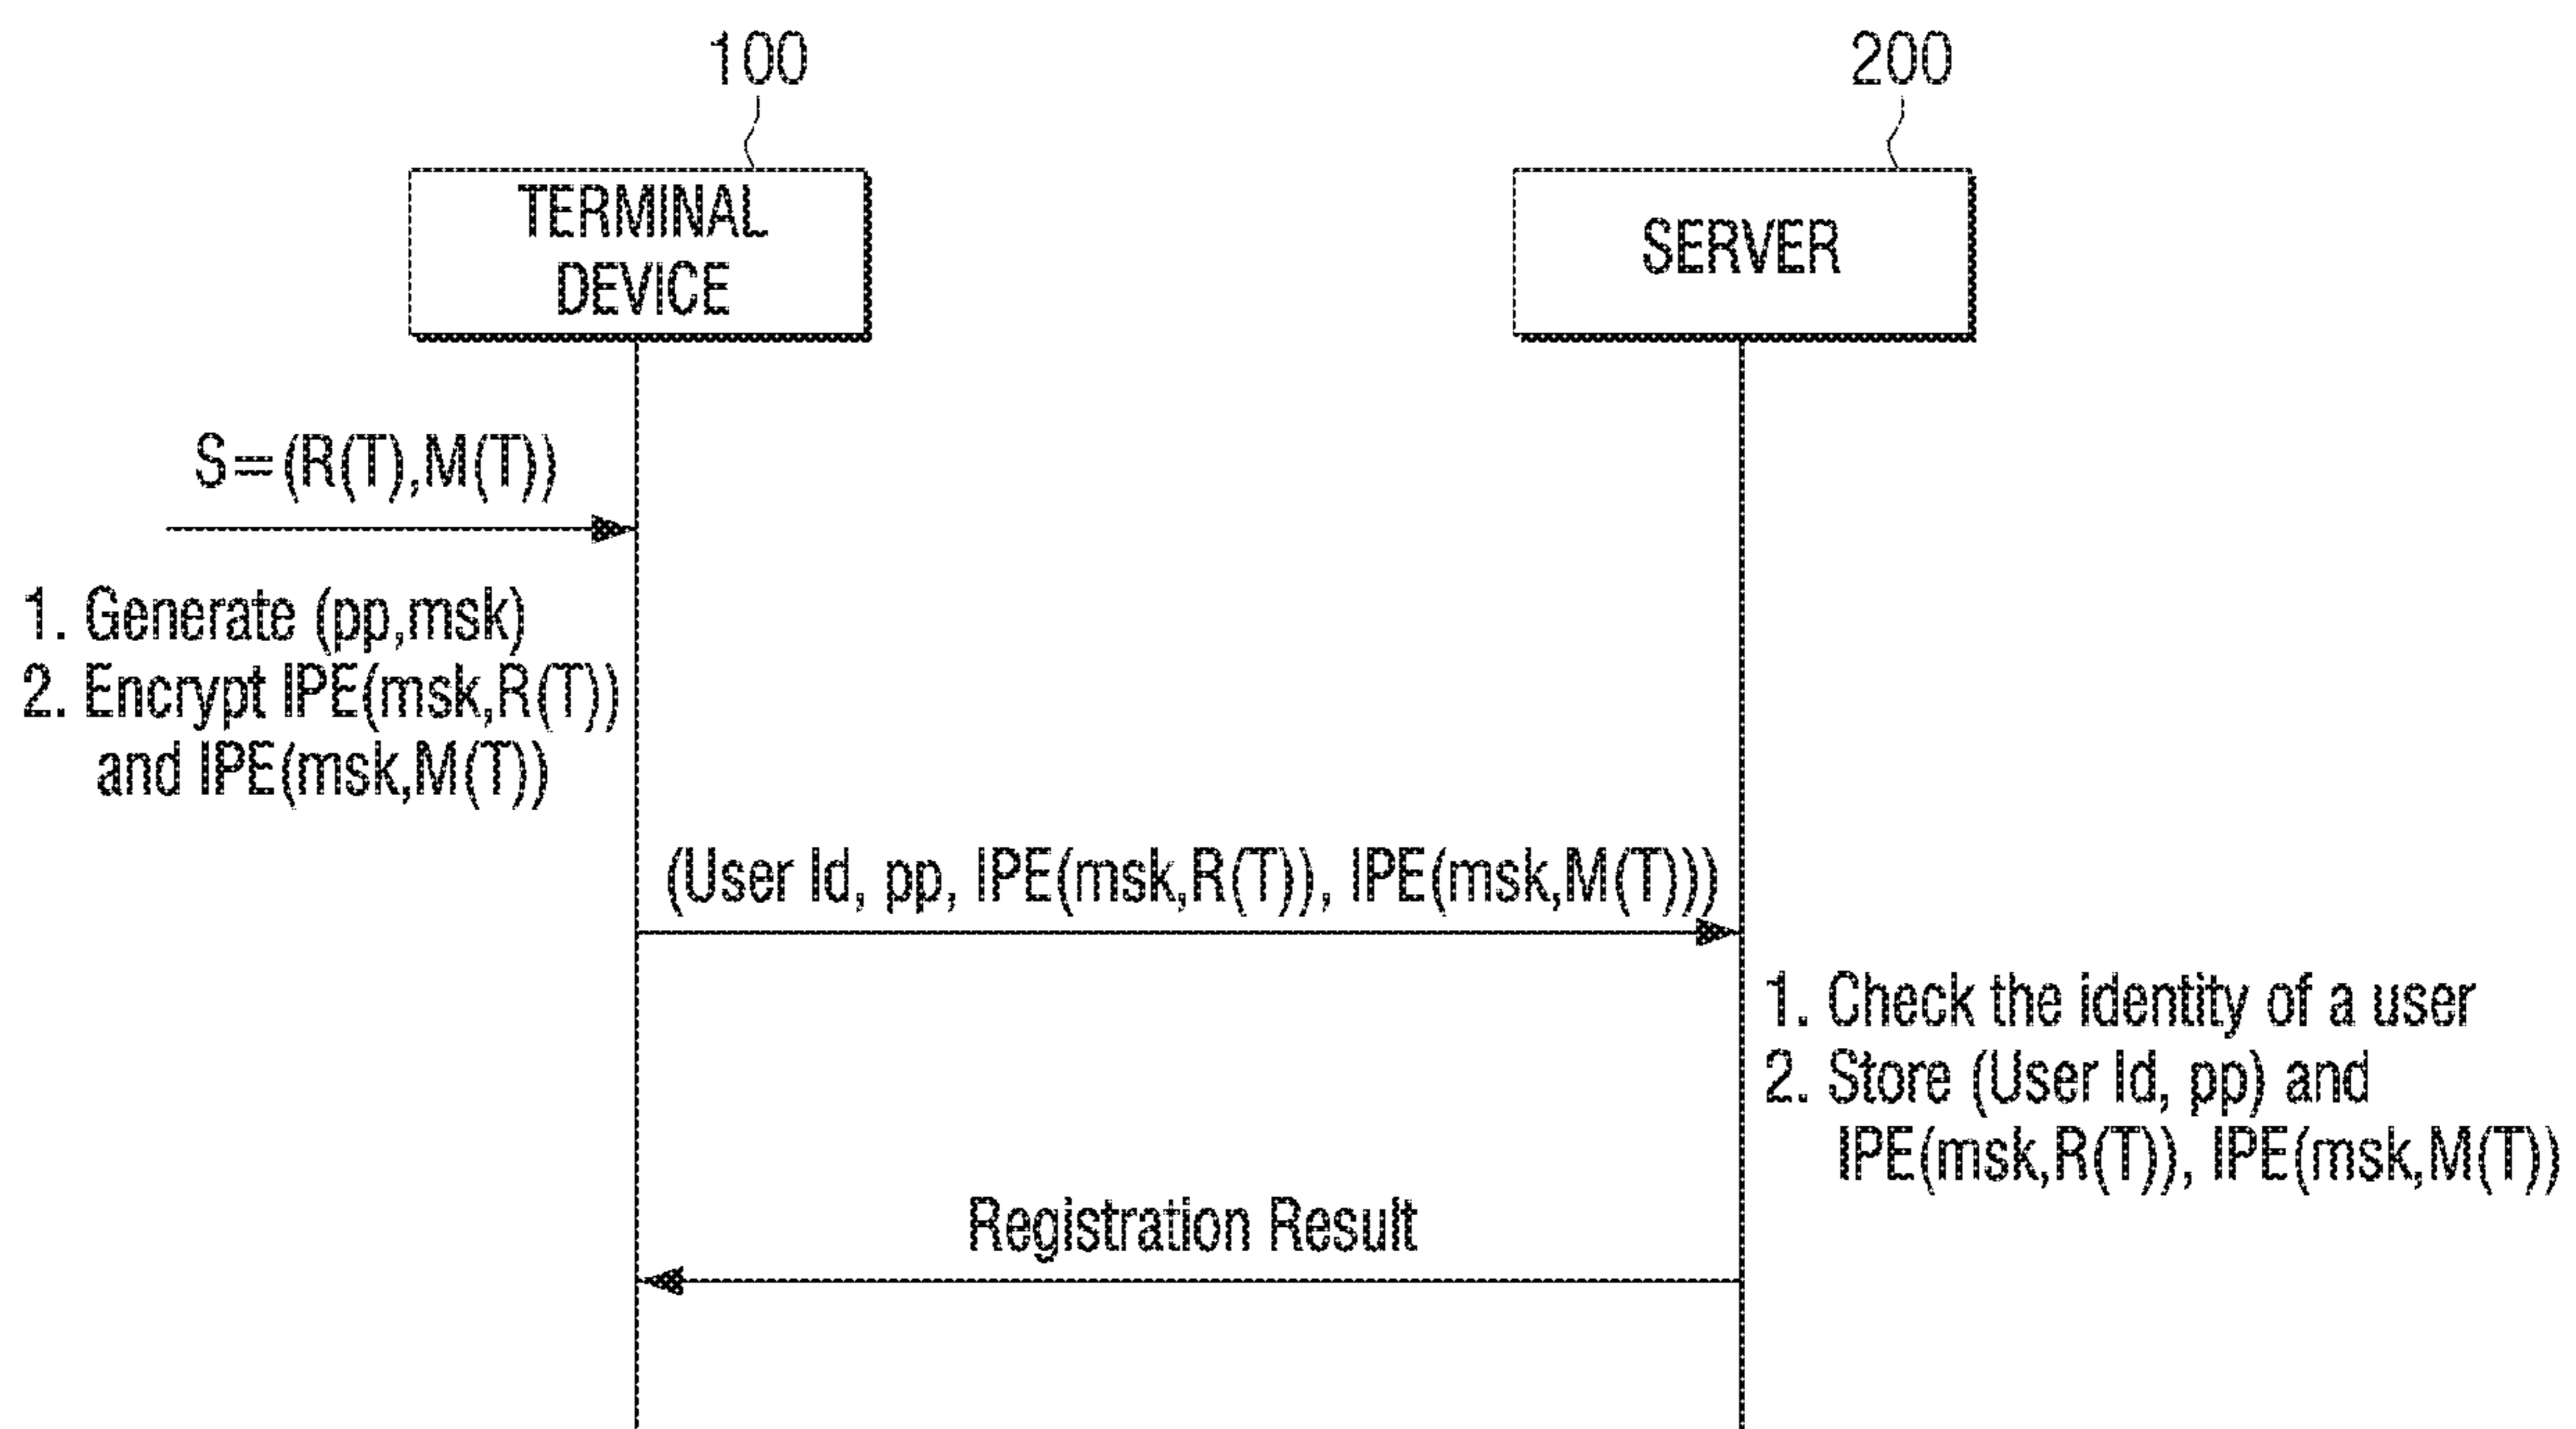 100
200
TERMINAL
DEVICE
SERVER
S=(R(T),M(T))
1. Generate (pp,msk)
2. Encrypt IPE(msk,R(T))
and IPE(msk,M(T))
(User Id, pp, IPE(msk,R(T)), IPE(msk,M(T)))
1. Check the identity of a user
2. Store (User Id, pp) and
IPE(msk,R(T)), IPE(msk,M(T))
Registration Result